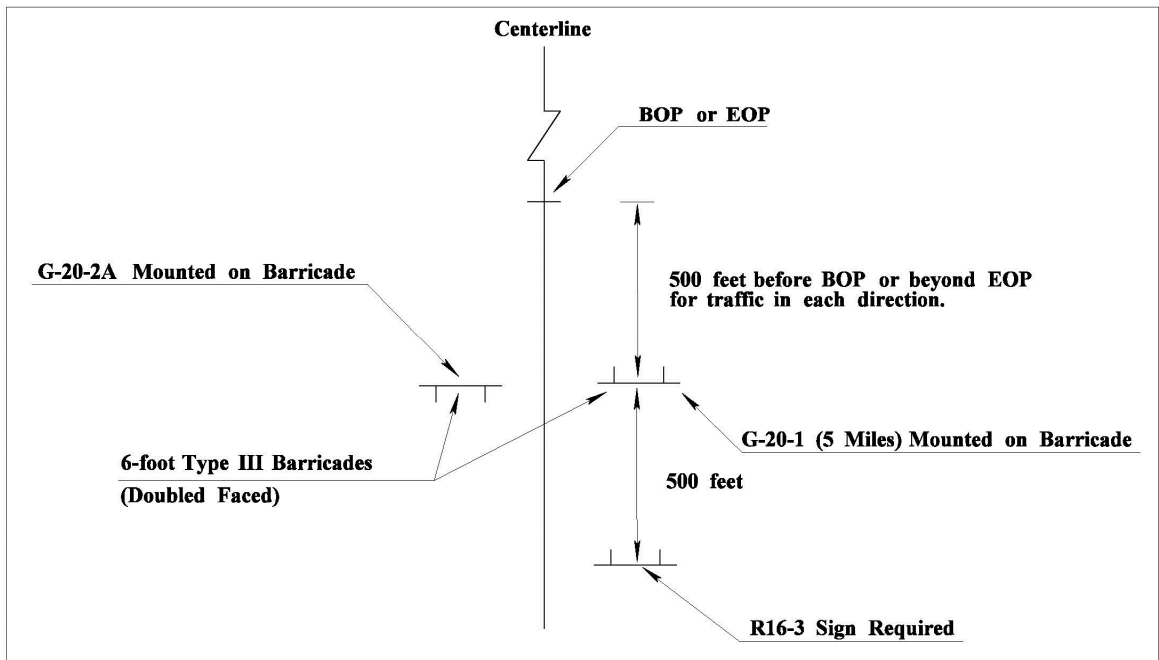 Centerline
BOP or EOP
G-20-2A Mounted on Barricade
500 feet before BOP or beyond EOP
for traffic in each direction.
G-20-1 (5 Miles) Mounted on Barricade
6-foot Type III Barricades
(Doubled Faced)
500 feet
R16-3 Sign Required